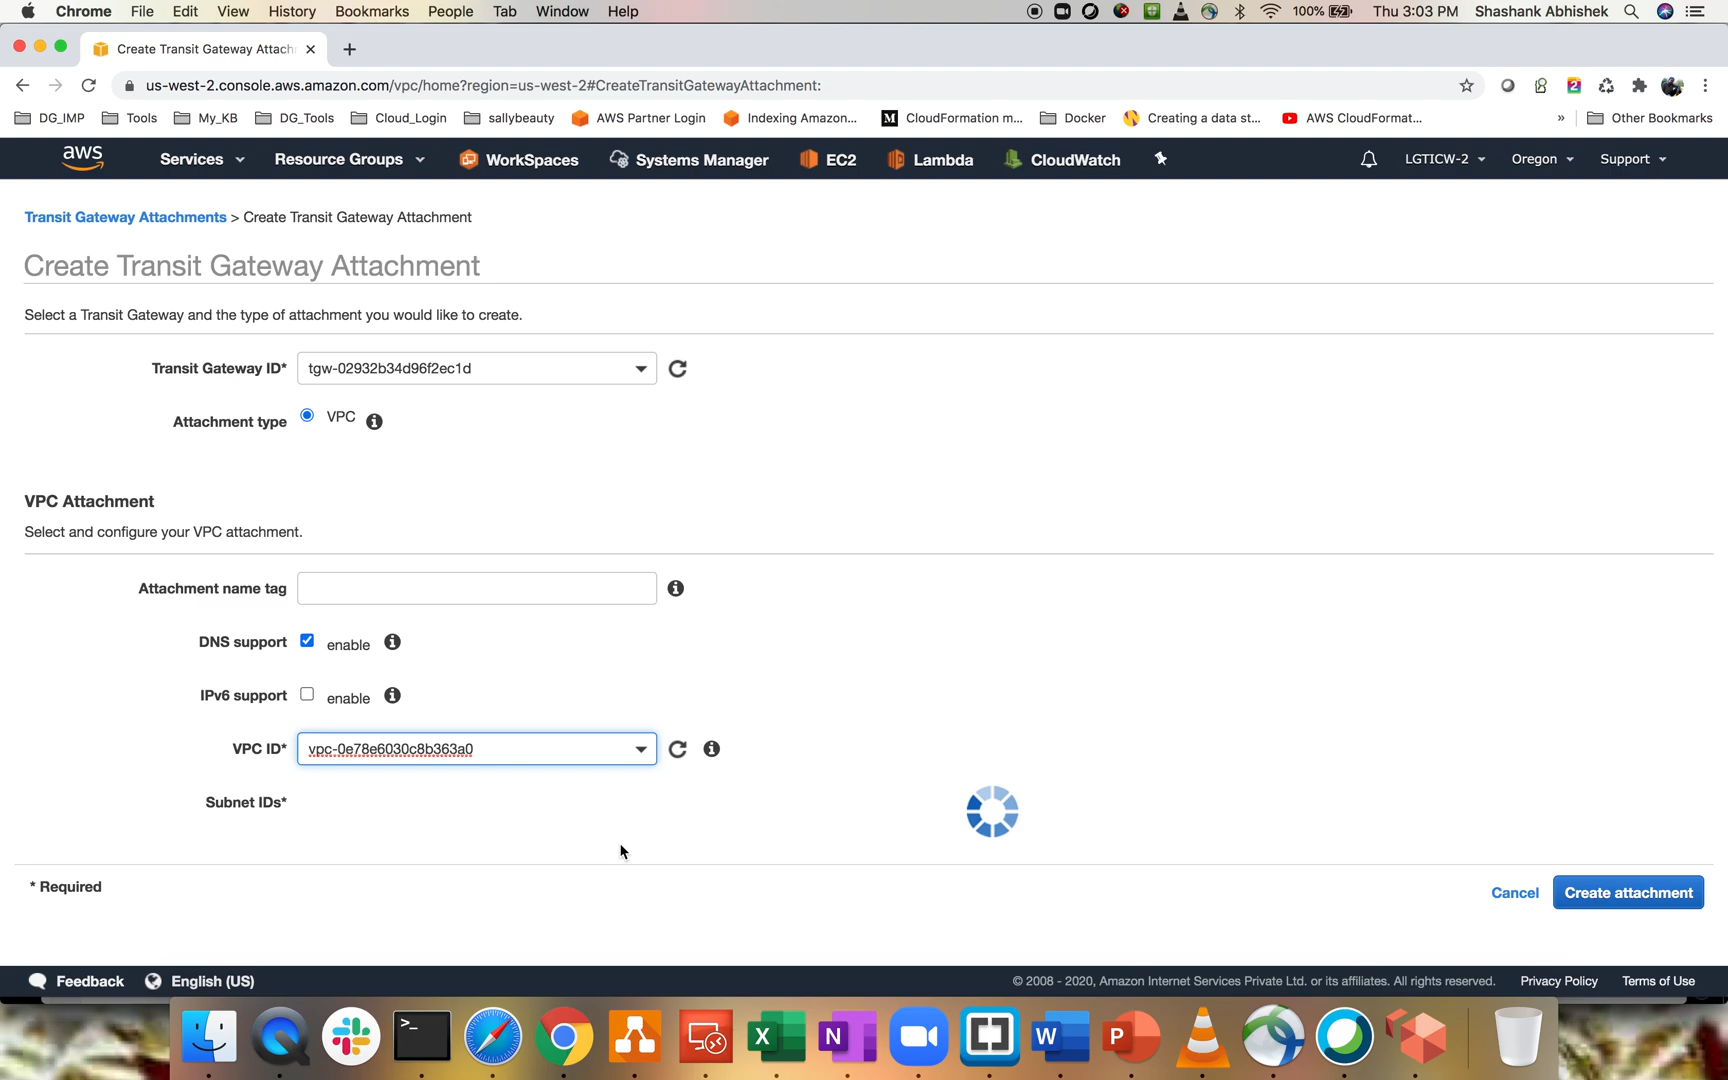 Chrome File Edit View History Bookmarks People Tab Window Help 100% Thu 3:03 PM Shashank Abhishek
Create Transit Gateway Attach
us-west-2.console.aws.amazon.com/vpc/home?region=us-west-2#CreateTransitGatewayAttachment:
DG_IMP Tools My_KB DG_Tools Cloud_Login sallybeauty AWS Partner Login Indexing Amazon... M CloudFormation m... Docker Creating a data st... AWS CloudFormat... » Other Bookmarks
aws Services Resource Groups WorkSpaces Systems Manager EC2 Lambda CloudWatch LGTICW-2 Oregon Support
Transit Gateway Attachments > Create Transit Gateway Attachment
Create Transit Gateway Attachment
Select a Transit Gateway and the type of attachment you would like to create.
Transit Gateway ID* tgw-02932b34d96f2ec1d
Attachment type VPC
VPC Attachment
Select and configure your VPC attachment.
Attachment name tag
DNS support enable
IPv6 support enable
VPC ID* vpc-0e78e6030c8b363a0
Subnet IDs*
* Required
Cancel Create attachment
Feedback English (US) © 2008 - 2020, Amazon Internet Services Private Ltd. or its affiliates. All rights reserved. Privacy Policy Terms of Use